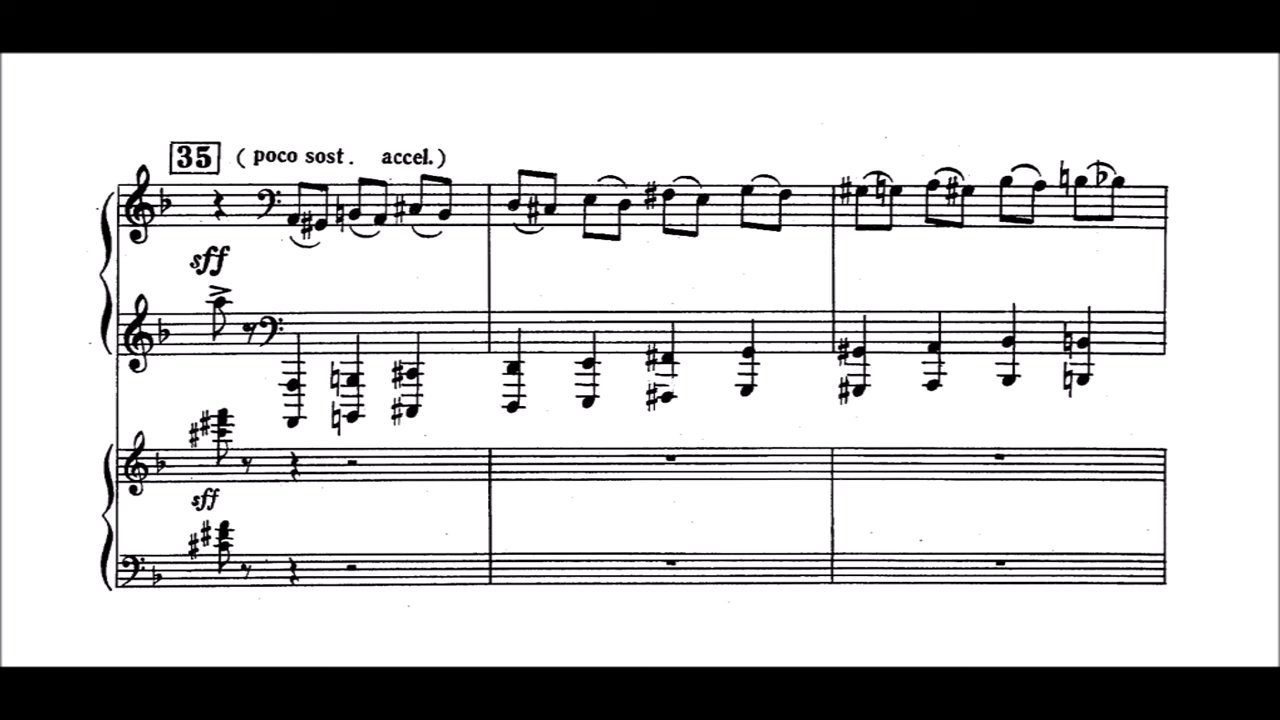 35 ( poco sost . accel. )
sff
sff